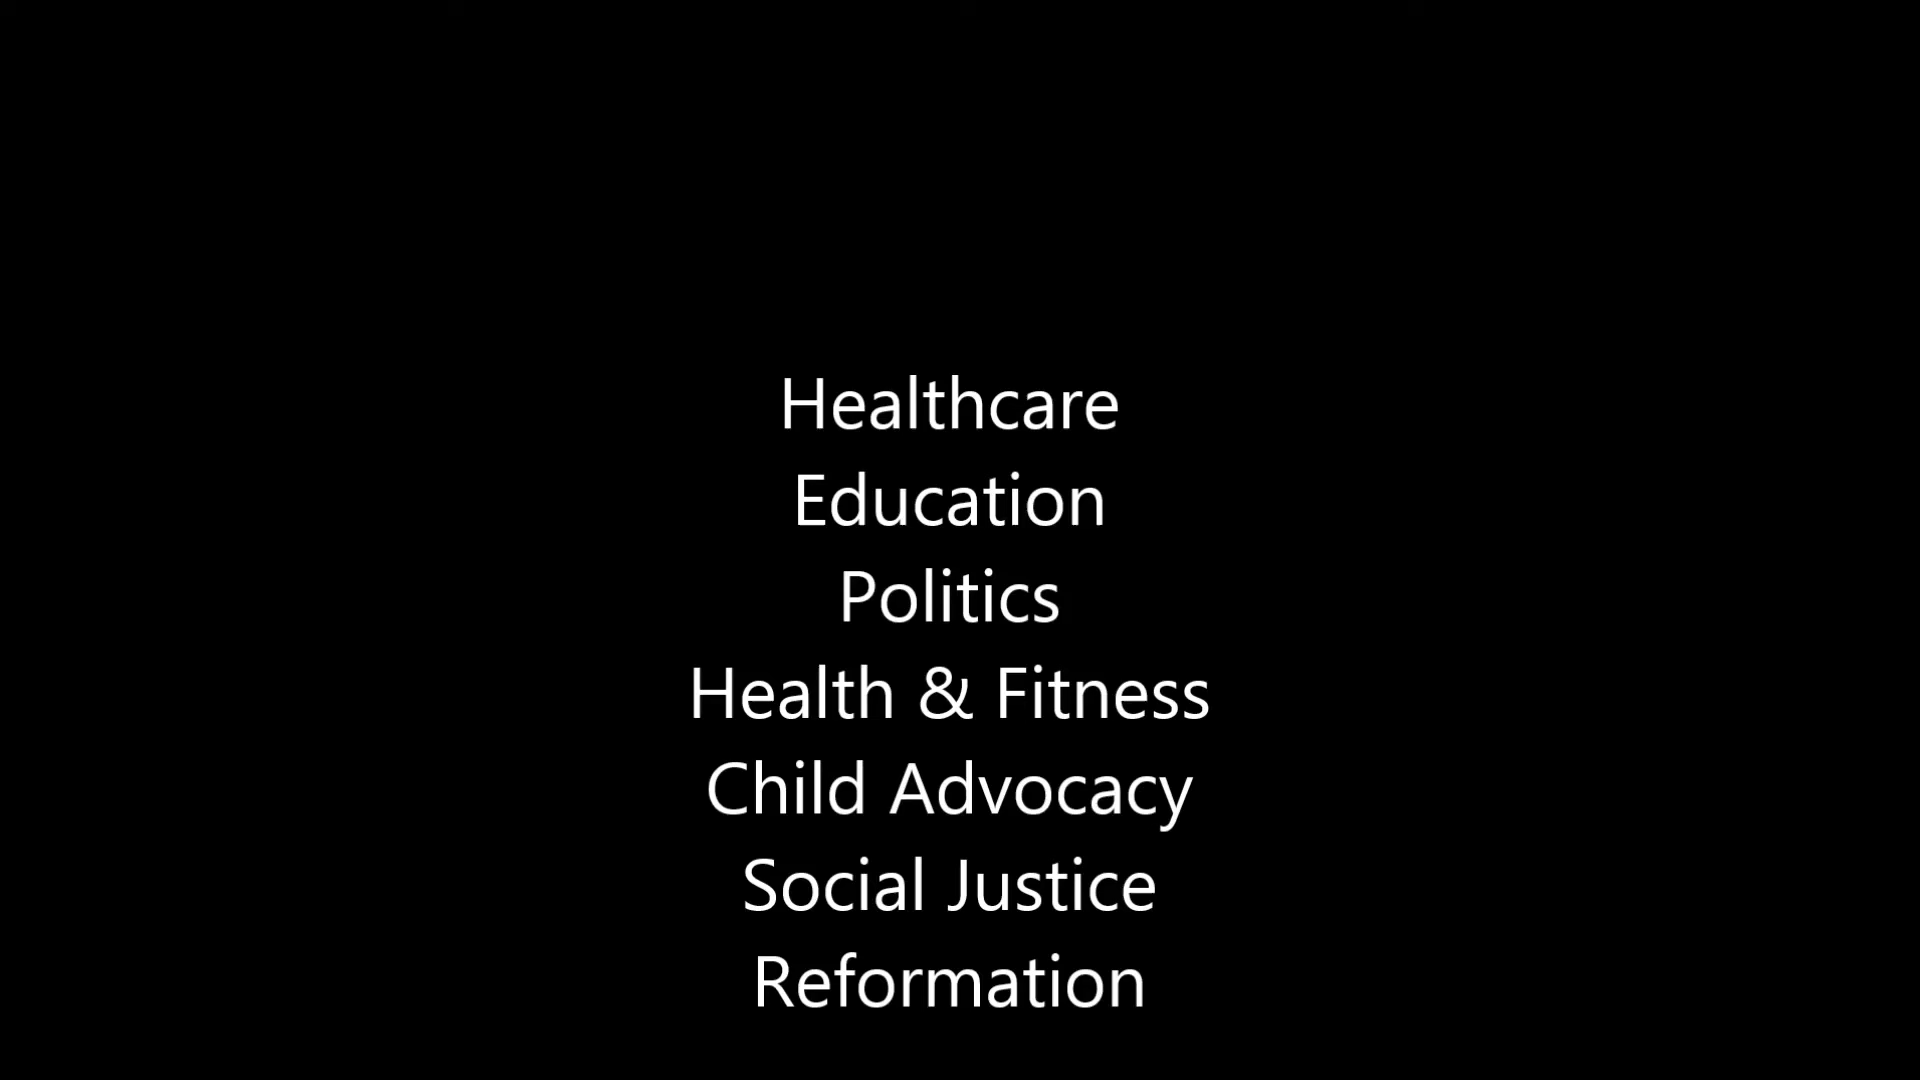 Healthcare
Education
Politics
Health & Fitness
Child Advocacy
Social Justice
Reformation